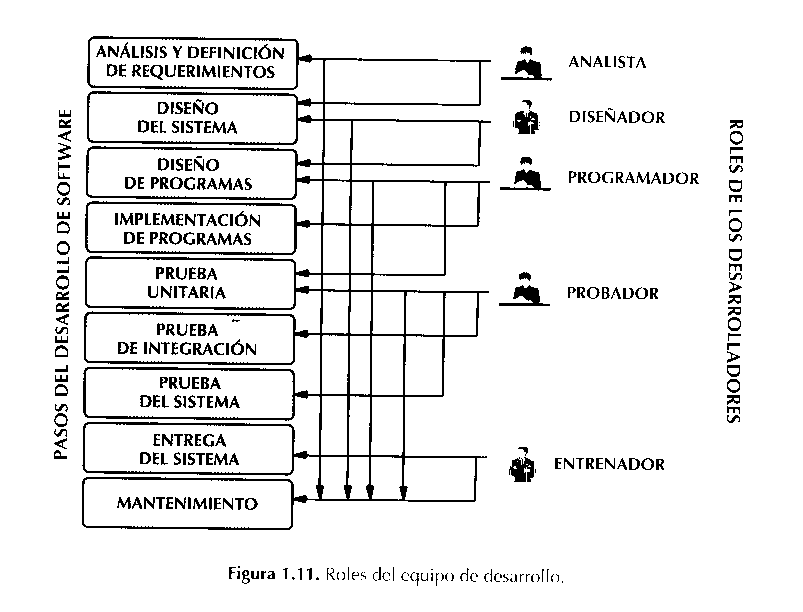 PASOS DEL DESARROLLO DE SOFTWARE
ANÁLISIS Y DEFINICIÓN
DE REQUERIMIENTOS
DISEÑO
DEL SISTEMA
DISEÑO
DE PROGRAMAS
IMPLEMENTACIÓN
DE PROGRAMAS
PRUEBA
UNITARIA
PRUEBA
DE INTEGRACIÓN
PRUEBA
DEL SISTEMA
ENTREGA
DEL SISTEMA
MANTENIMIENTO
ANALISTA
DISEÑADOR
PROGRAMADOR
PROBADOR
ENTRENADOR
ROLES DE LOS DESARROLLADORES
Figura 1.11. Roles del equipo de desarrollo.